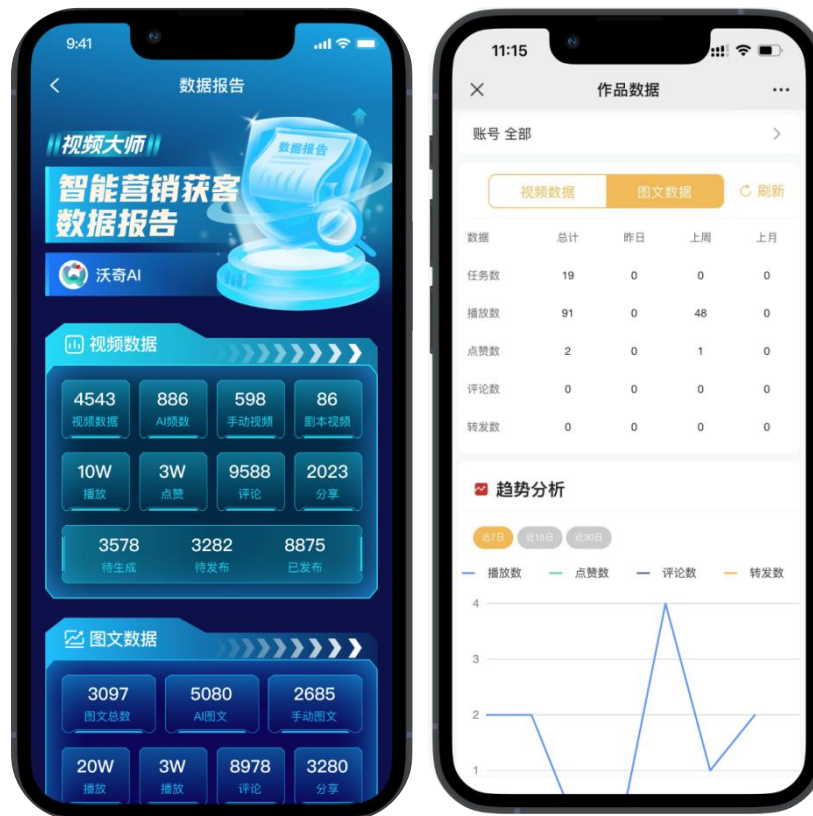 9:41
数据报告
视频大师
数据报告
智能营销获客
数据报告
沃奇AI
视频数据
4543 886 598 86
视频数据 AI频数 手动视频 剧本视频
10W 3W 9588 2023
播放 点赞 评论 分享
3578 3282 8875
待生成 待发布 已发布
图文数据
3097 5080 2685
图文总数 AI图文 手动图文
20W 3W 8978 3280
播放 播放 评论 分享
11:15
作品数据
账号 全部
视频数据 图文数据 刷新
数据 总计 昨日 上周 上月
任务数 19 0 0 0
播放数 91 0 48 0
点赞数 2 0 1 0
评论数 0 0 0 0
转发数 0 0 0 0
趋势分析
近7日 近15日 近30日
播放数 点赞数 评论数 转发数
4
3
2
1